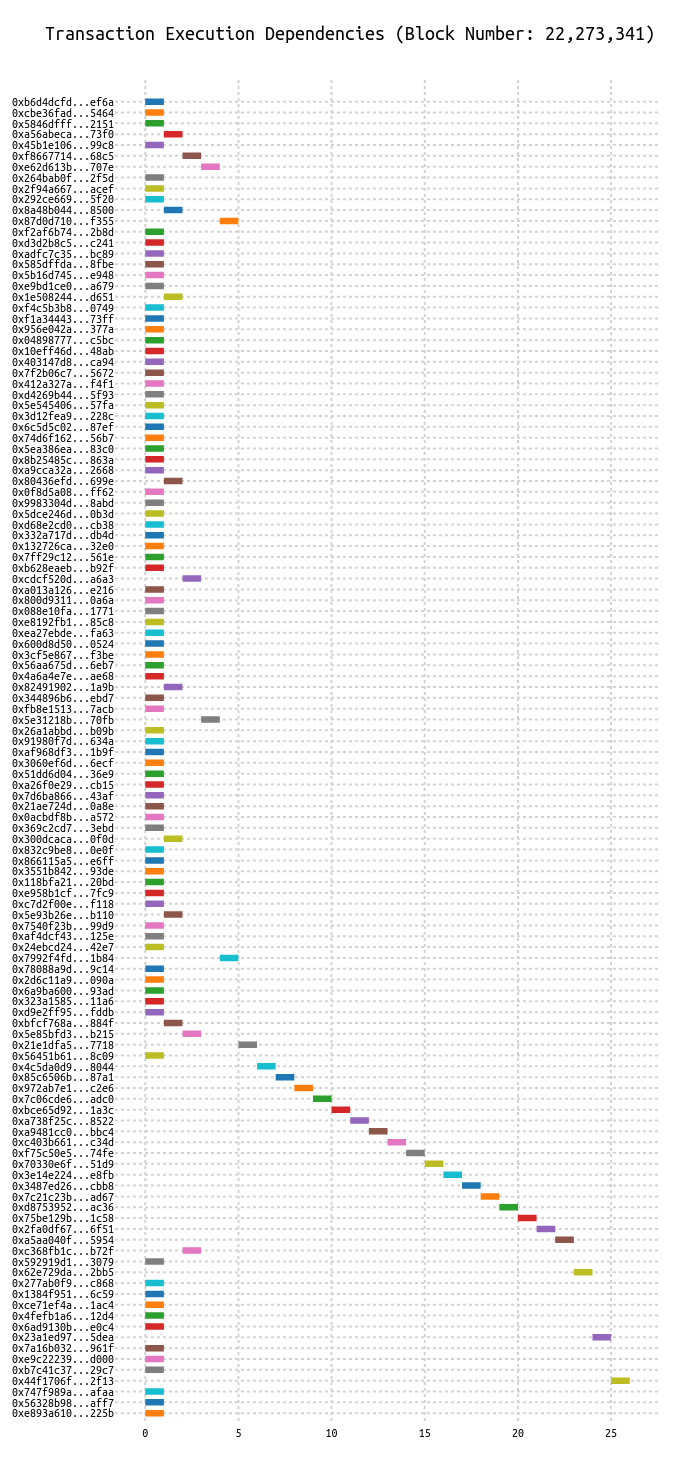 Transaction Execution Dependencies (Block Number: 22,273,341)
0xb6d4dcfd...ef6a
0xcbe36fad...5464
0x5846dfff...2151
0xa56abeca...73f0
0x45b1e106...99c8
0xf8667714...68c5
0xe62d613b...707e
0x264bab0f...2f5d
0x2f94a667...acef
0x292ce669...5f20
0x8a48b044...8500
0x87d0d710...f355
0xf2af6b74...2b8d
0xd3d2b8c5...c241
0xadfc7c35...bc89
0x585dffda...8fbe
0x5b16d745...e948
0xe9bd1ce0...a679
0x1e508244...d651
0xf4c5b3b8...0749
0xf1a34443...73ff
0x956e042a...377a
0x04898777...c5bc
0x10eff46d...48ab
0x403147d8...ca94
0x7f2b06c7...5672
0x412a327a...f4f1
0xd4269b44...5f93
0x5e545406...57fa
0x3d12fea9...228c
0x6c5d5c02...87ef
0x74d6f162...56b7
0x5ea386ea...83c0
0x8b25485c...863a
0xa9cca32a...2668
0x80436efd...699e
0x0f8d5a08...ff62
0x9983304d...8abd
0x5dce246d...0b3d
0xd68e2cd0...cb38
0x332a717d...db4d
0x132726ca...32e0
0x7ff29c12...561e
0xb628eaeb...b92f
0xcdcf520d...a6a3
0xa013a126...e216
0x800d9311...0a6a
0x088e10fa...1771
0xe8192fb1...85c8
0xea27ebde...fa63
0x600d8d50...0524
0x3cf5e867...f3be
0x56aa675d...6eb7
0x4a6a4e7e...ae68
0x82491902...1a9b
0x344896b6...ebd7
0xfb8e1513...7acb
0x5e31218b...70fb
0x26a1abbd...b09b
0x91980f7d...634a
0xaf968df3...1b9f
0x3060ef6d...6ecf
0x51dd6d04...36e9
0xa26f0e29...cb15
0x7d6ba866...43af
0x21ae724d...0a8e
0x0acbdf8b...a572
0x369c2cd7...3ebd
0x300dcaca...0f0d
0x832c9be8...0e0f
0x866115a5...e6ff
0x3551b842...93de
0x118bfa21...20bd
0xe958b1cf...7fc9
0xc7d2f00e...f118
0x5e93b26e...b110
0x7540f23b...99d9
0xaf4dcf43...125e
0x24ebcd24...42e7
0x7992f4fd...1b84
0x78088a9d...9c14
0x2d6c11a9...090a
0x6a9ba600...93ad
0x323a1585...11a6
0xd9e2ff95...fddb
0xbfcf768a...884f
0x5e85bfd3...b215
0x21e1dfa5...7718
0x56451b61...8c09
0x4c5da0d9...8044
0x85c6506b...87a1
0x972ab7e1...c2e6
0x7c06cde6...adc0
0xbce65d92...1a3c
0xa738f25c...8522
0xa9481cc0...bbc4
0xc403b661...c34d
0xf75c50e5...74fe
0x70330e6f...51d9
0x3e14e224...e8fb
0x3487ed26...cbb8
0x7c21c23b...ad67
0xd8753952...ac36
0x75be129b...1c58
0x2fa0df67...6f51
0xa5aa040f...5954
0xc368fb1c...b72f
0x592919d1...3079
0x62e729da...2bb5
0x277ab0f9...c868
0x1384f951...6c59
0xce71ef4a...1ac4
0x4fefb1a6...12d4
0x6ad9130b...e0c4
0x23a1ed97...5dea
0x7a16b032...961f
0xe9c22239...d000
0xb7c41c37...29c7
0x44f1706f...2f13
0x747f989a...afaa
0x56328b98...aff7
0xe893a610...225b
0 5 10 15 20 25